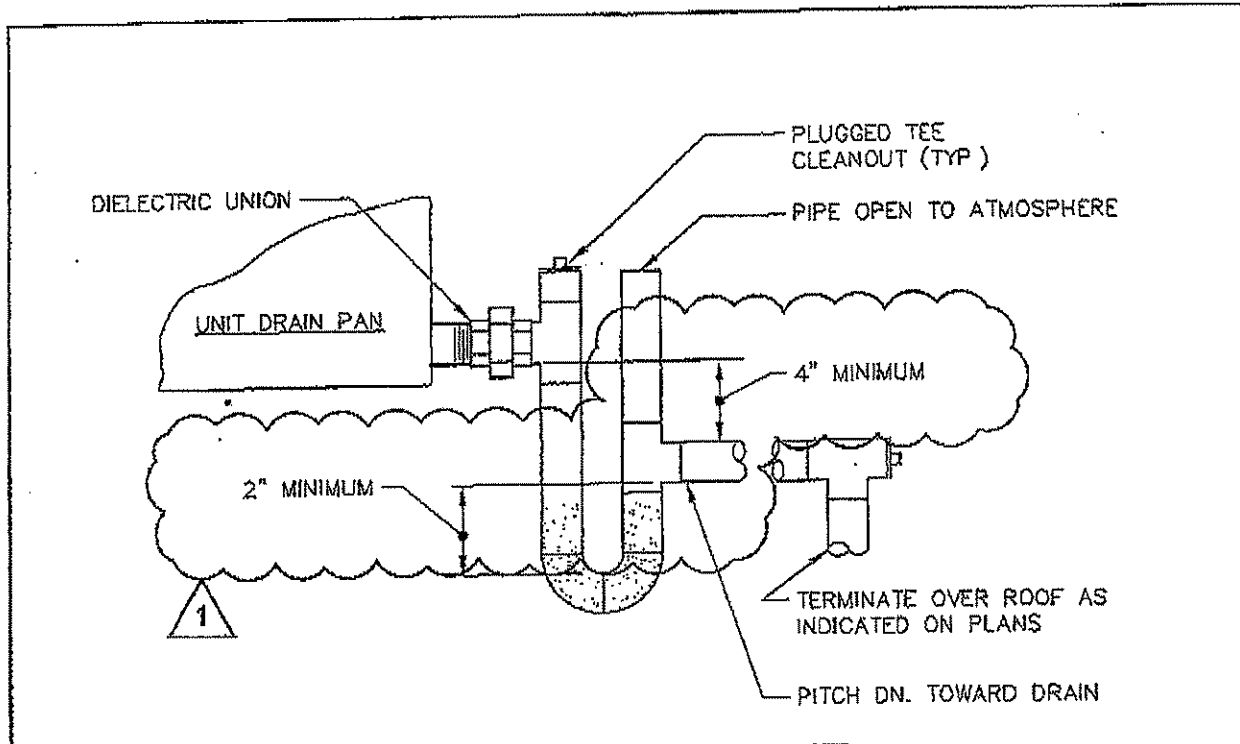 PLUGGED TEE
CLEANOUT (TYP)
DIELECTRIC UNION
PIPE OPEN TO ATMOSPHERE
UNIT DRAIN PAN
4" MINIMUM
2" MINIMUM
1
TERMINATE OVER ROOF AS
INDICATED ON PLANS
PITCH DN. TOWARD DRAIN